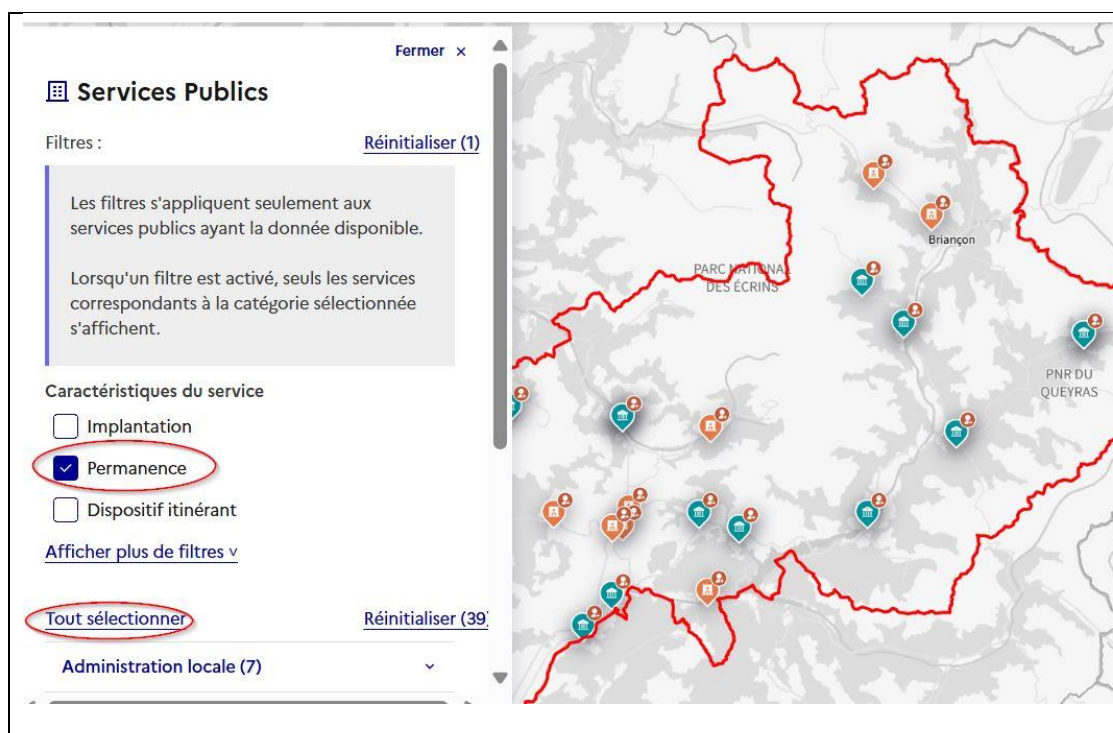 Fermer ×
Services Publics
Filtres :
Réinitialiser (1)
Les filtres s'appliquent seulement aux
services publics ayant la donnée disponible.
Lorsqu'un filtre est activé, seuls les services
correspondants à la catégorie sélectionnée
s'affichent.
Caractéristiques du service
Implantation
Permanence
Dispositif itinérant
Afficher plus de filtres
Tout sélectionner
Réinitialiser (39)
Administration locale (7)
Briançon
PARC NATIONAL
DES ÉCRINS
PNR DU
QUEYRAS